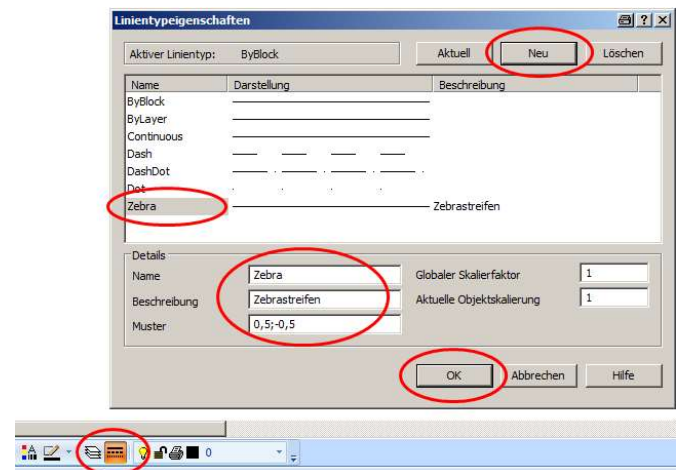 Linientypeigenschaften
Aktiver Linientyp: ByBlock Aktuell Neu Löschen
Name Darstellung Beschreibung
ByBlock
ByLayer
Continuous
Dash
DashDot
Dot
Zebra Zebrastreifen
Details
Name Zebra Globaler Skalierfaktor 1
Beschreibung Zebrastreifen Aktuelle Objektskalierung 1
Muster 0,5;-0,5
OK Abbrechen Hilfe
0